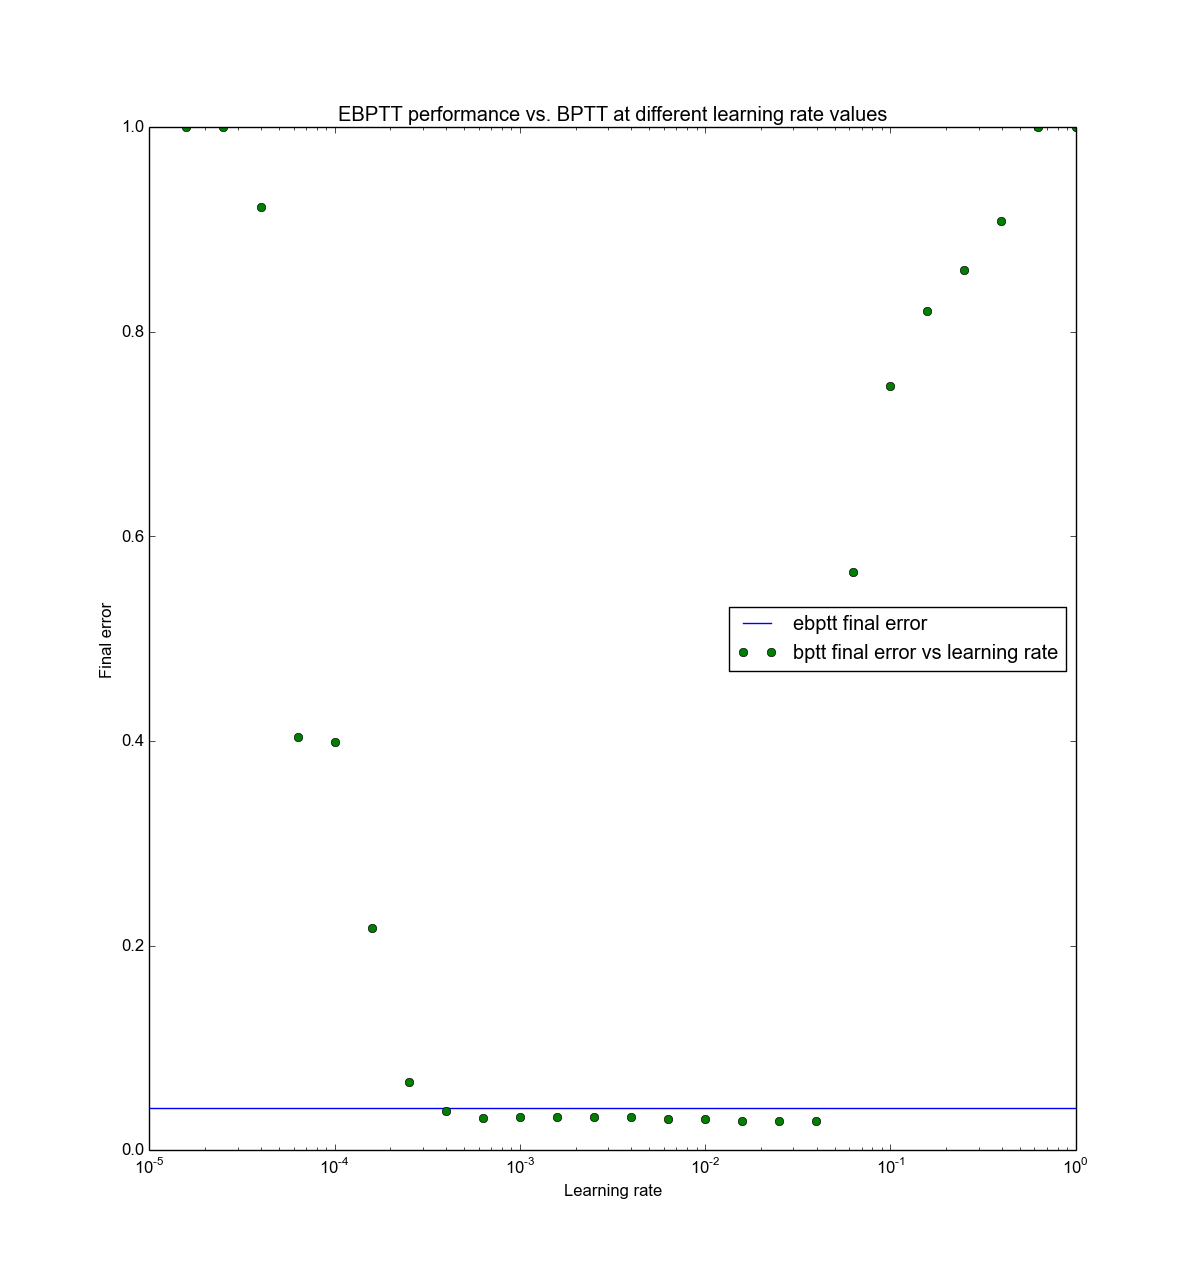 EBPTT performance vs. BPTT at different learning rate values
1.0
0.8
0.6
0.4
0.2
0.0
Final error
ebptt final error
bptt final error vs learning rate
10^-5 10^-4 10^-3 10^-2 10^-1 10^0
Learning rate